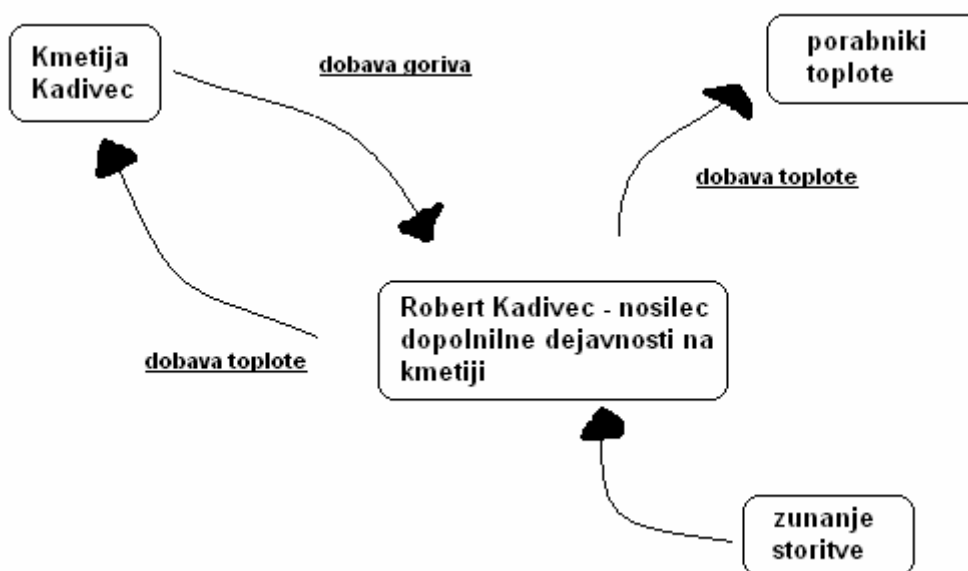 Kmetija
Kadivec
dobava goriva
porabniki
toplote
dobava toplote
Robert Kadivec - nosilec
dopolnilne dejavnosti na
kmetiji
dobava toplote
zunanje
storitve